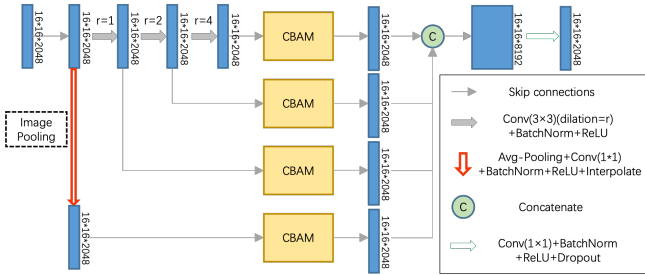 r=1
r=2
r=4
16*16*2048
16*16*2048
16*16*2048
16*16*2048
16*16*2048
CBAM
16*16*2048
C
16*16*8192
16*16*2048
CBAM
16*16*2048
CBAM
16*16*2048
Image
Pooling
16*16*2048
CBAM
16*16*2048
Skip connections
Conv(3×3)(dilation=r)
+BatchNorm+ReLU
Avg-Pooling+Conv(1*1)
+BatchNorm+ReLU+Interpolate
C
Concatenate
Conv(1×1)+BatchNorm
+ReLU+Dropout